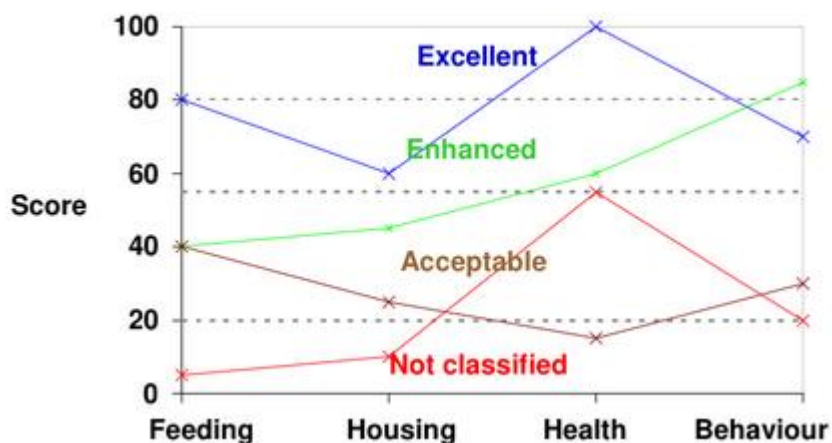 100
Excellent
80
Enhanced
60
Score
40
Acceptable
20
Not classified
0
Feeding Housing Health Behaviour